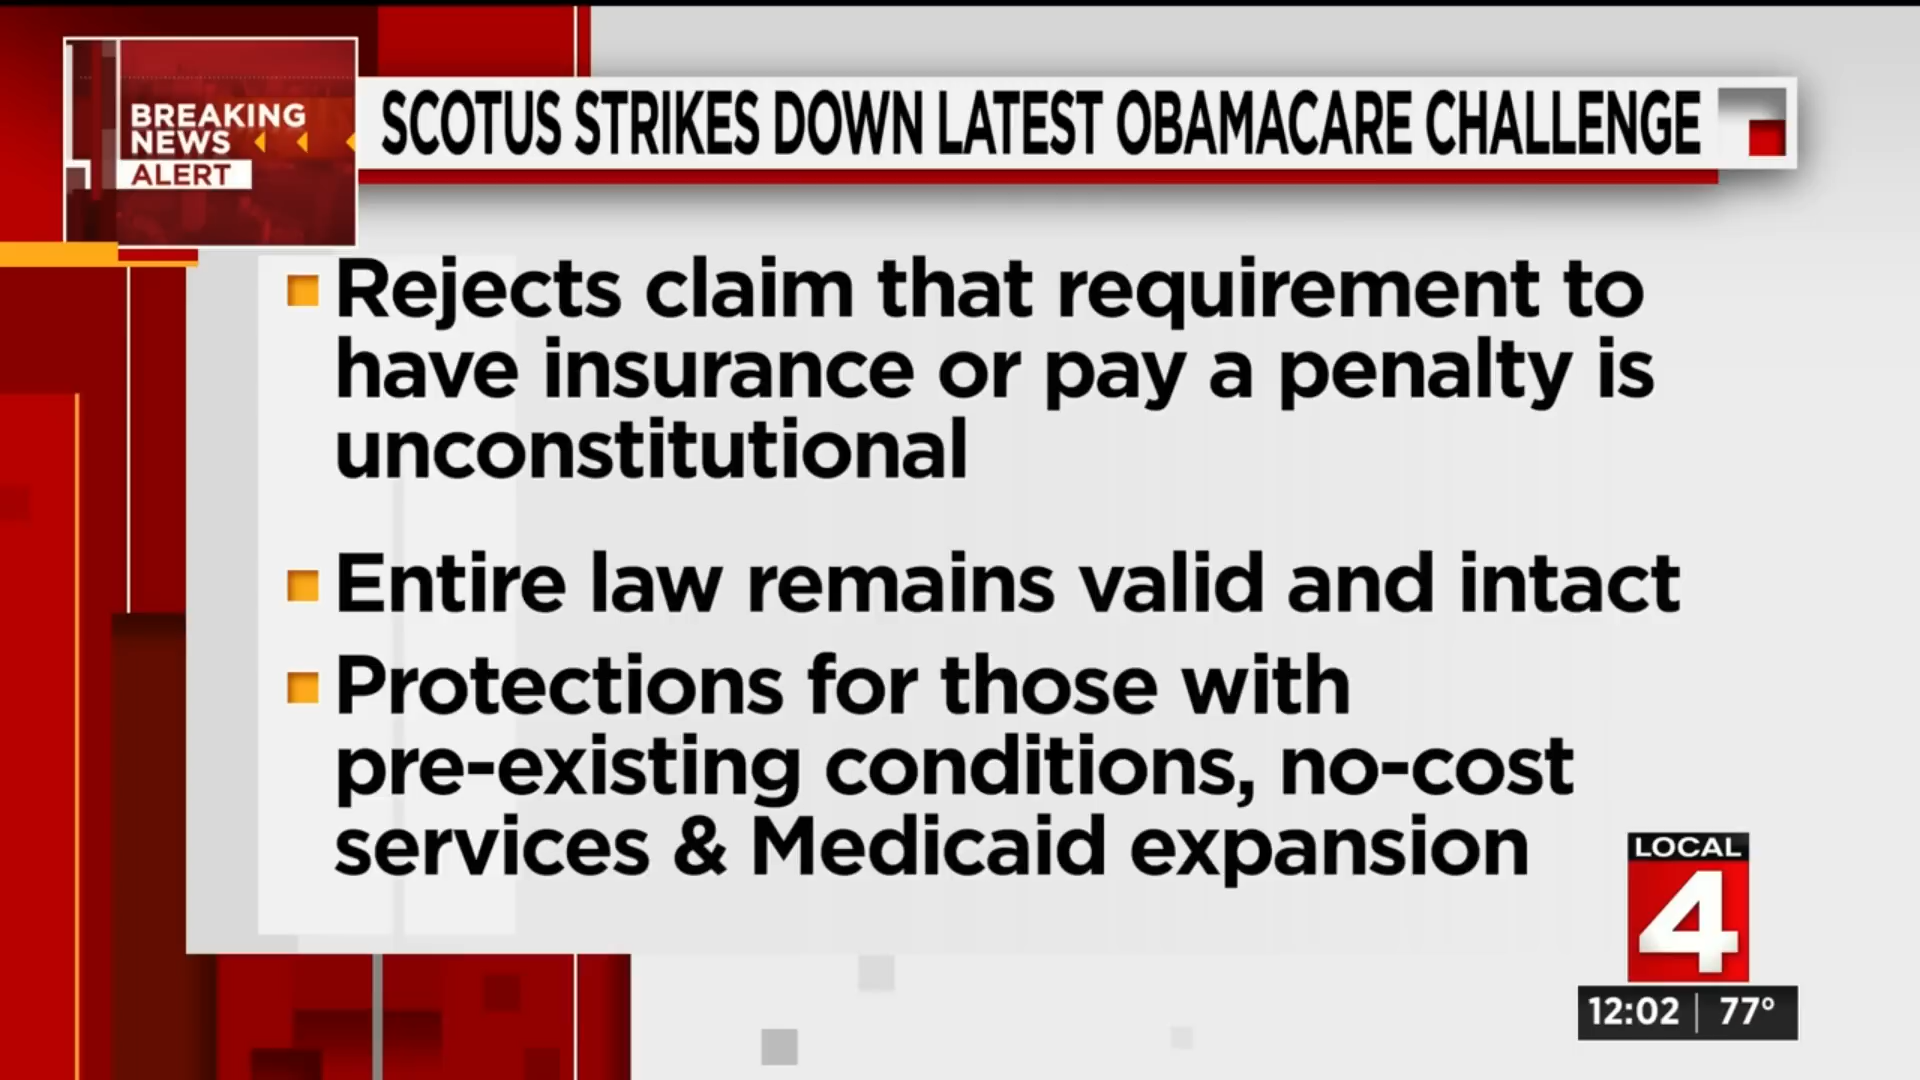 BREAKING
NEWS
ALERT
SCOTUS STRIKES DOWN LATEST OBAMACARE CHALLENGE
Rejects claim that requirement to
have insurance or pay a penalty is
unconstitutional
Entire law remains valid and intact
Protections for those with
pre-existing conditions, no-cost
services & Medicaid expansion
LOCAL
4
12:02 | 77°